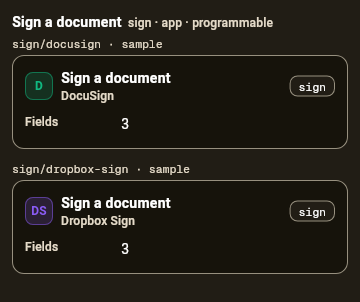 Sign a document sign · app · programmable
sign/docusign · sample
D
Sign a document
DocuSign
sign
Fields 3
sign/dropbox-sign · sample
DS
Sign a document
Dropbox Sign
sign
Fields 3